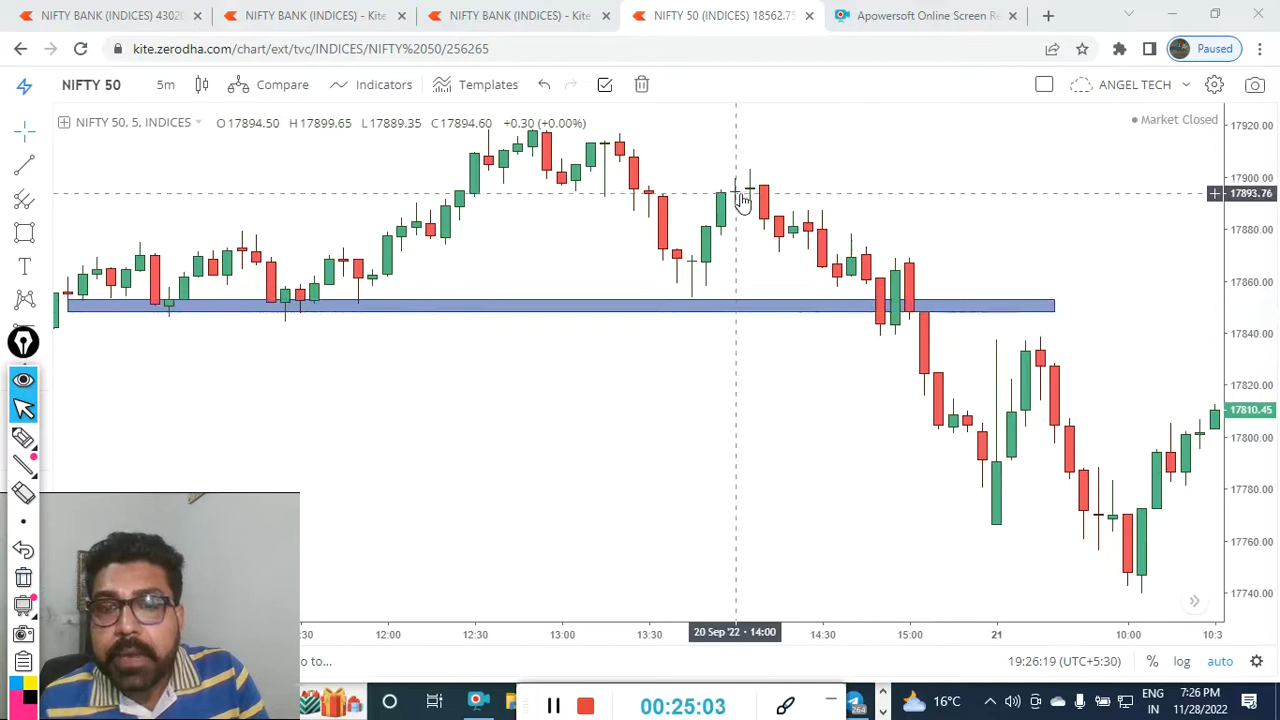 NIFTY BANK (INDICES) 43020
NIFTY BANK (INDICES) - Kite
NIFTY BANK (INDICES) - Kite
NIFTY 50 (INDICES) 18562.75
Apowersoft Online Screen Re
kite.zerodha.com/chart/ext/tvc/INDICES/NIFTY%2050/256265
Paused
NIFTY 50
5m
Compare
Indicators
Templates
ANGEL TECH
NIFTY 50, 5, INDICES
O17894.50 H17899.65 L17889.35 C17894.60 +0.30 (+0.00%)
Market Closed
17920.00
17900.00
17893.76
17880.00
17860.00
17840.00
17820.00
17810.45
17800.00
17780.00
17760.00
17740.00
:30
12:00
12:30
13:00
13:30
20 Sep '22 - 14:00
14:30
15:00
21
10:00
10:3
to...
19:26:19 (UTC+5:30)
%
log
auto
00:25:03
264
16°C
ENG
IN
7:26 PM
11/28/2022